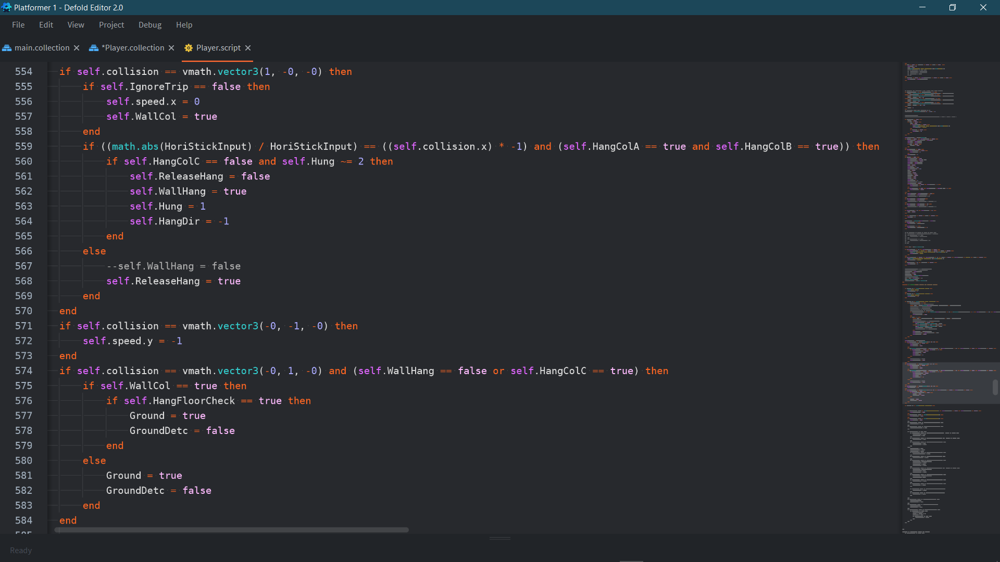 Platformer 1 - Defold Editor 2.0
File Edit View Project Debug Help
main.collection *Player.collection Player.script
554 if self.collision == vmath.vector3(1, -0, -0) then
555 if self.IgnoreTrip == false then
556 self.speed.x = 0
557 self.WallCol = true
558 end
559 if ((math.abs(HoriStickInput) / HoriStickInput) == ((self.collision.x) * -1) and (self.HangColA == true and self.HangColB == true)) then
560 if self.HangColC == false and self.Hung ~= 2 then
561 self.ReleaseHang = false
562 self.WallHang = true
563 self.Hung = 1
564 self.HangDir = -1
565 end
566 else
567 --self.WallHang = false
568 self.ReleaseHang = true
569 end
570 end
571 if self.collision == vmath.vector3(-0, -1, -0) then
572 self.speed.y = -1
573 end
574 if self.collision == vmath.vector3(-0, 1, -0) and (self.WallHang == false or self.HangColC == true) then
575 if self.WallCol == true then
576 if self.HangFloorCheck == true then
577 Ground = true
578 GroundDetc = false
579 end
580 else
581 Ground = true
582 GroundDetc = false
583 end
584 end
Ready